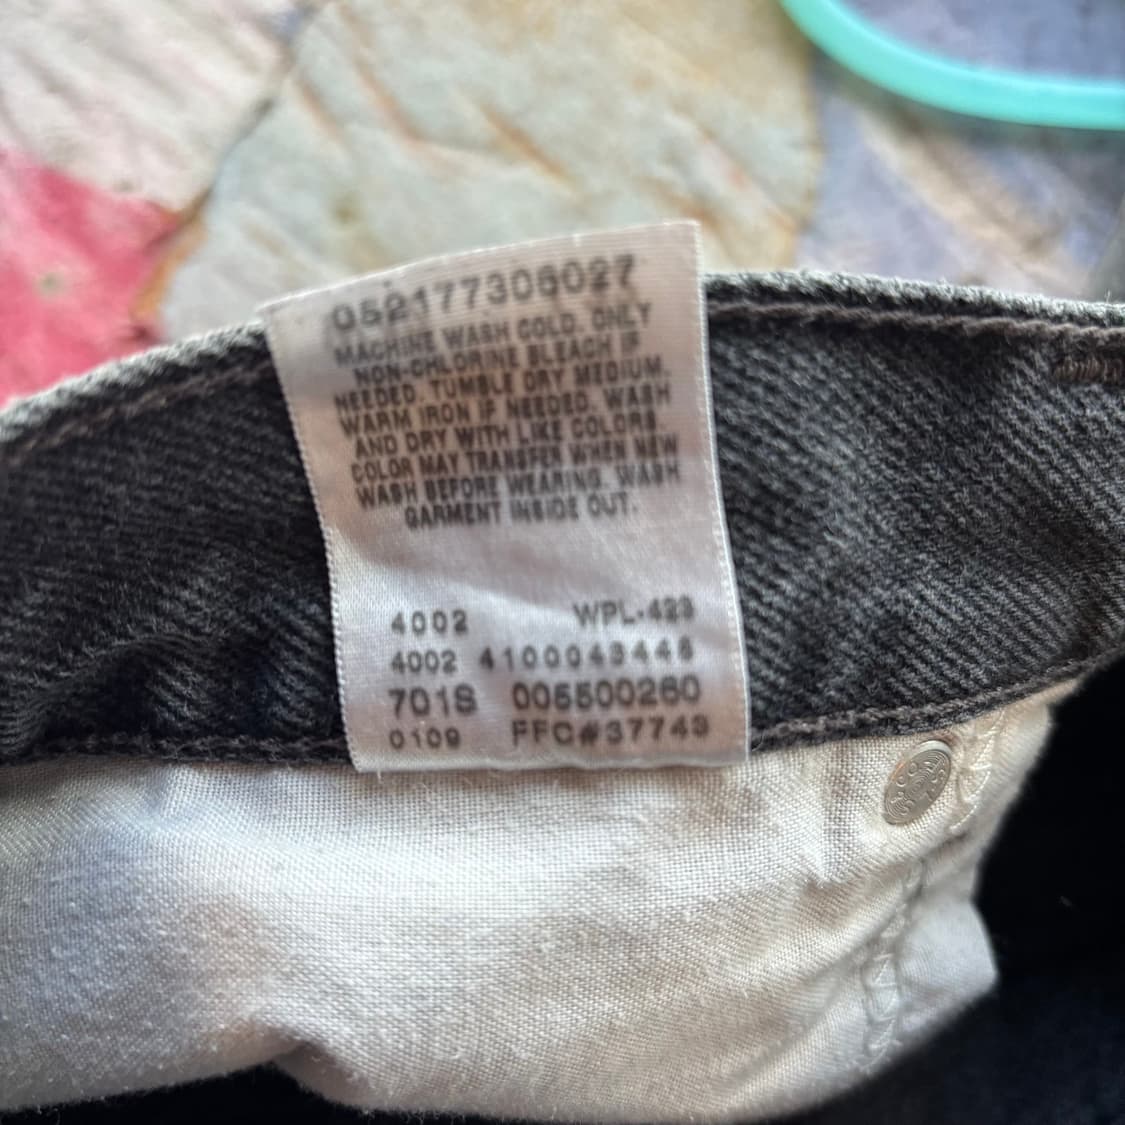 052177306027
MACHINE WASH COLD. ONLY
NON-CHLORINE BLEACH IF
NEEDED. TUMBLE DRY MEDIUM.
WARM IRON IF NEEDED. WASH
AND DRY WITH LIKE COLORS.
COLOR MAY TRANSFER WHEN NEW
WASH BEFORE WEARING. WASH
GARMENT INSIDE OUT.
4002 WPL-423
4002 4100043448
701S 005500260
0109 FFC#37743